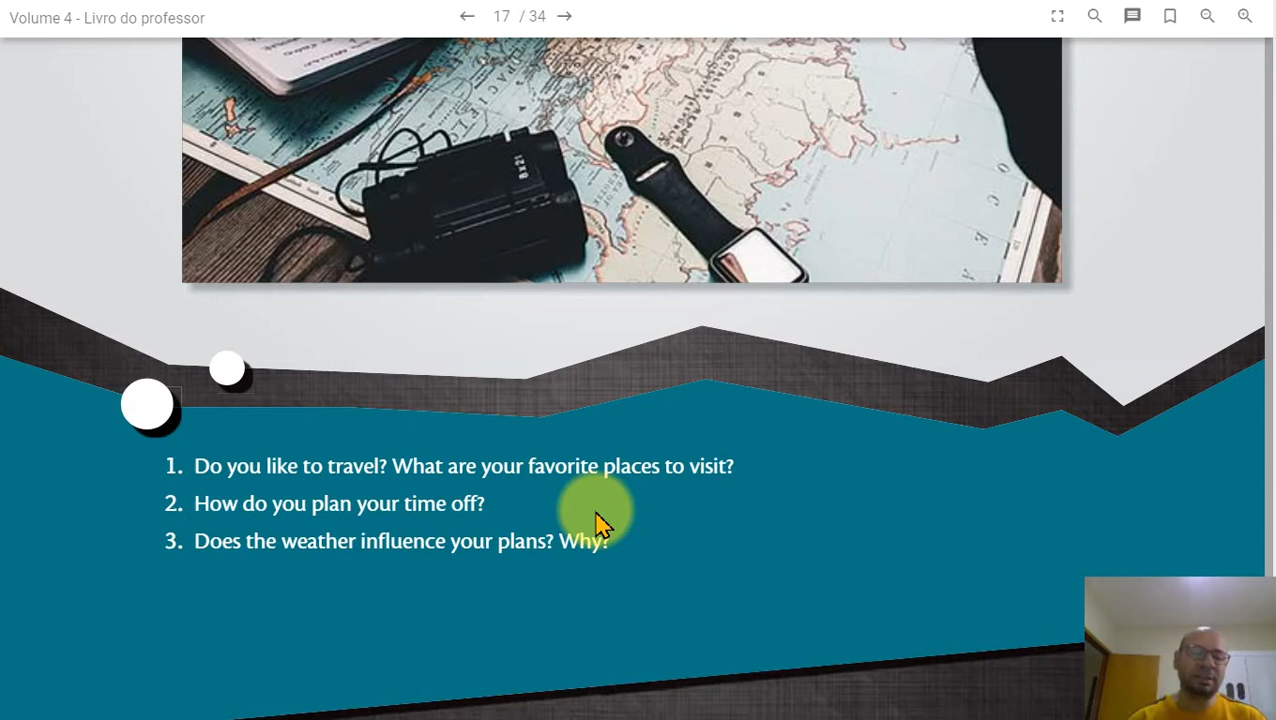 Volume 4 - Livro do professor
17 / 34
8x21
1. Do you like to travel? What are your favorite places to visit?
2. How do you plan your time off?
3. Does the weather influence your plans? Why?